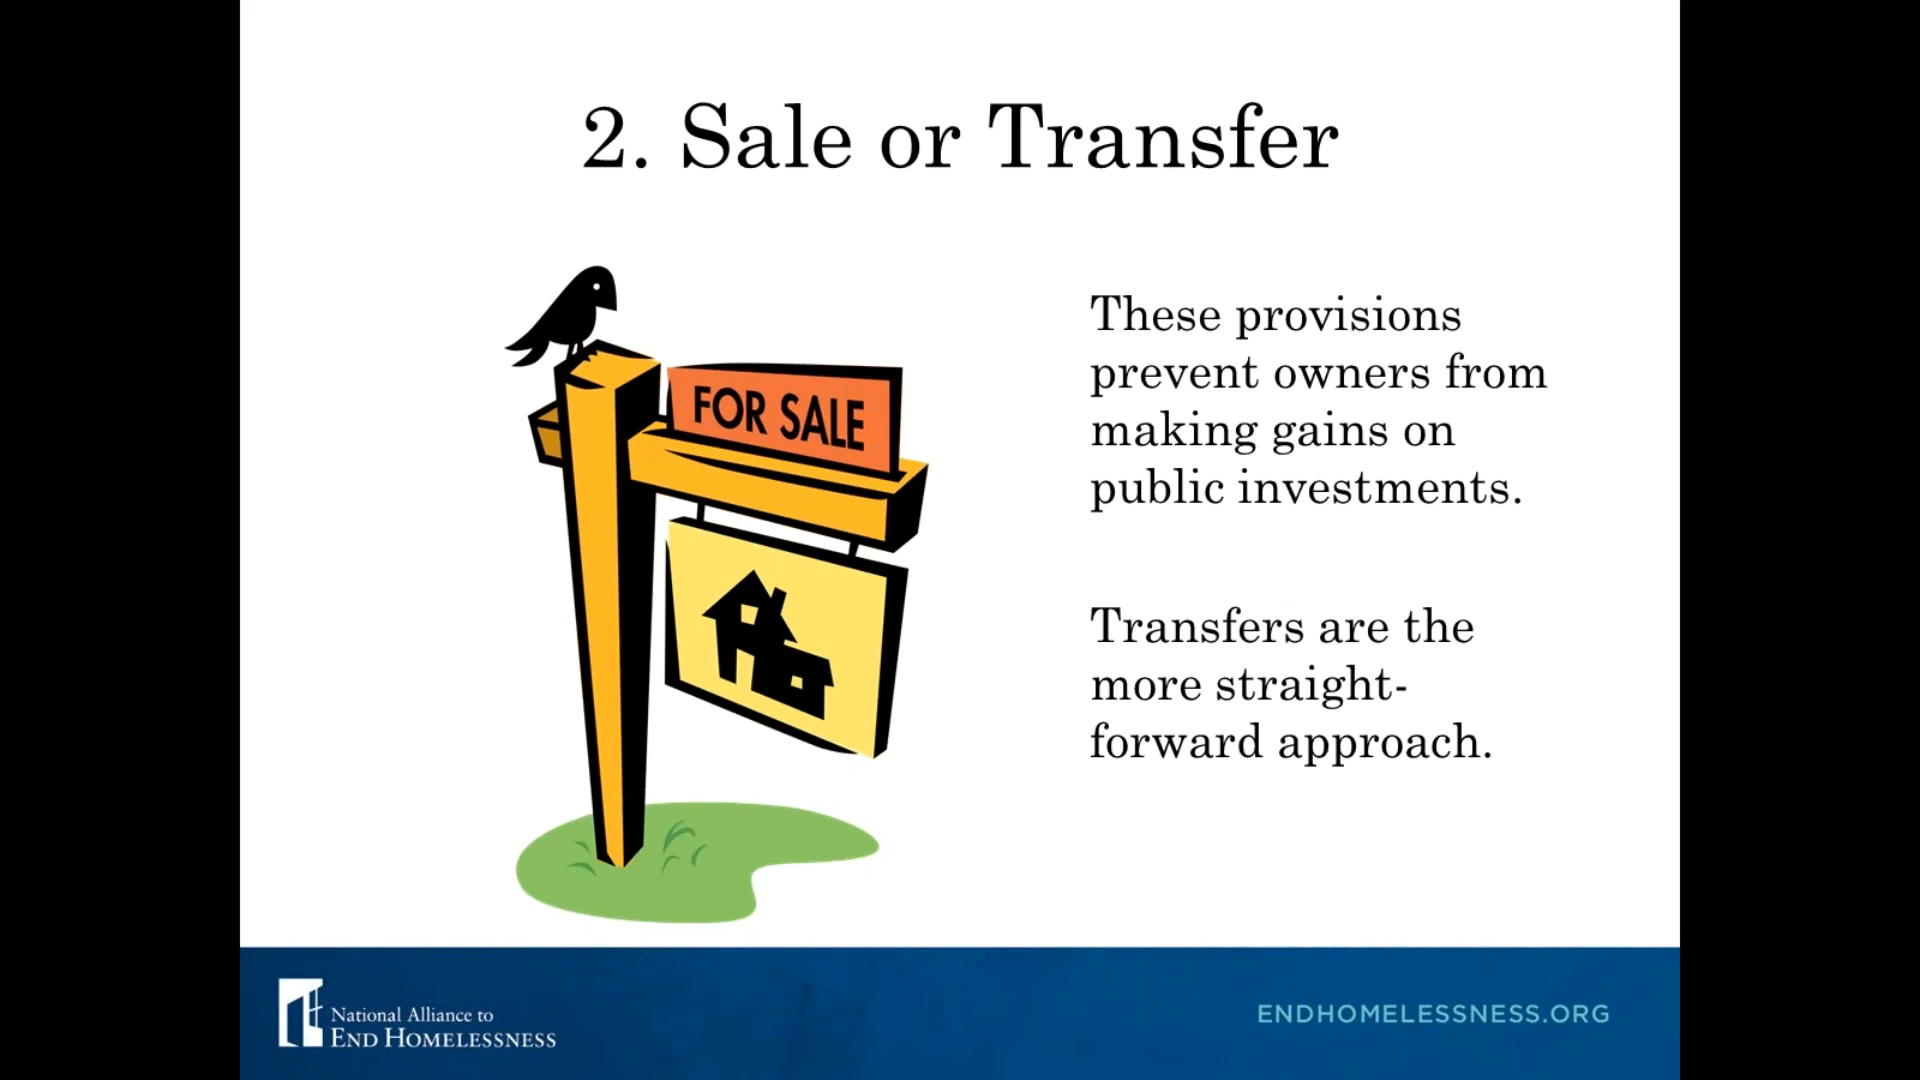 2. Sale or Transfer
FOR SALE
These provisions
prevent owners from
making gains on
public investments.
Transfers are the
more straight-
forward approach.
National Alliance to
END HOMELESSNESS
ENDHOMELESSNESS.ORG